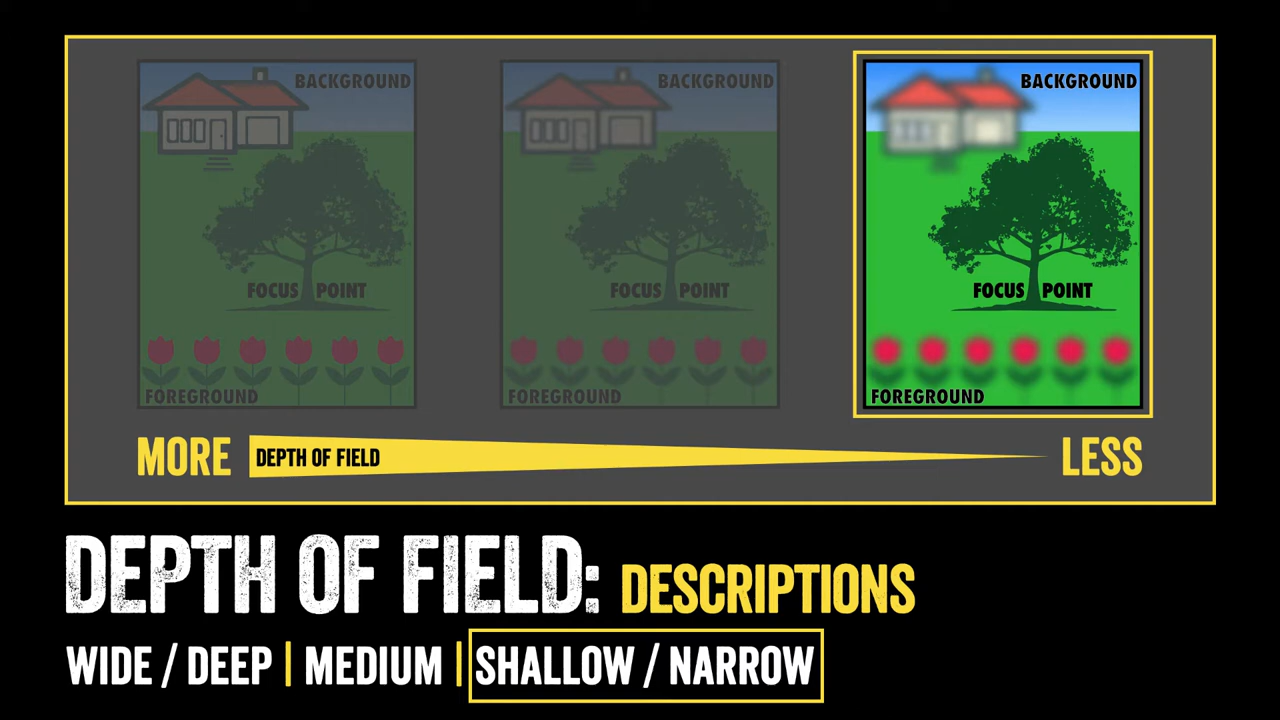 BACKGROUND
FOCUS POINT
FOREGROUND
BACKGROUND
FOCUS POINT
FOREGROUND
BACKGROUND
FOCUS POINT
FOREGROUND
MORE DEPTH OF FIELD LESS
DEPTH OF FIELD: DESCRIPTIONS
WIDE / DEEP | MEDIUM | SHALLOW / NARROW